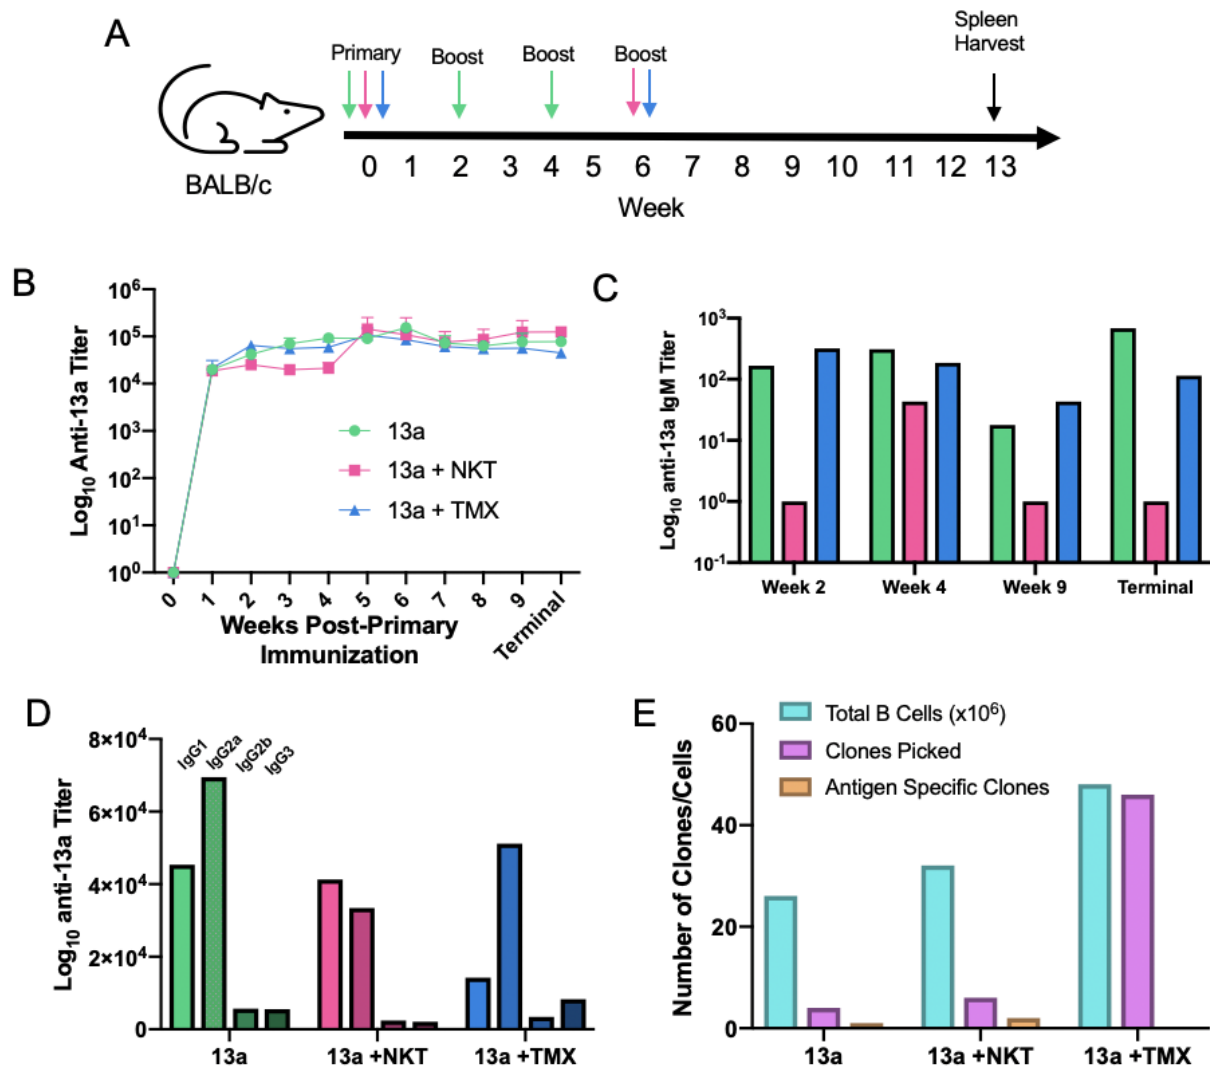 A
Primary
Boost
Boost
Boost
Spleen
Harvest
BALB/c
0 1 2 3 4 5 6 7 8 9 10 11 12 13
Week
B
Log₁₀ Anti-13a Titer
10⁶
10⁵
10⁴
10³
10²
10¹
10⁰
13a
13a + NKT
13a + TMX
0 1 2 3 4 5 6 7 8 9 Terminal
Weeks Post-Primary
Immunization
C
Log₁₀ anti-13a IgM Titer
10³
10²
10¹
10⁰
10⁻¹
Week 2 Week 4 Week 9 Terminal
D
Log₁₀ anti-13a Titer
8×10⁴
6×10⁴
4×10⁴
2×10⁴
0
IgG1 IgG2a IgG2b IgG3
13a 13a +NKT 13a +TMX
E
Number of Clones/Cells
60
40
20
0
Total B Cells (x10⁶)
Clones Picked
Antigen Specific Clones
13a 13a +NKT 13a +TMX